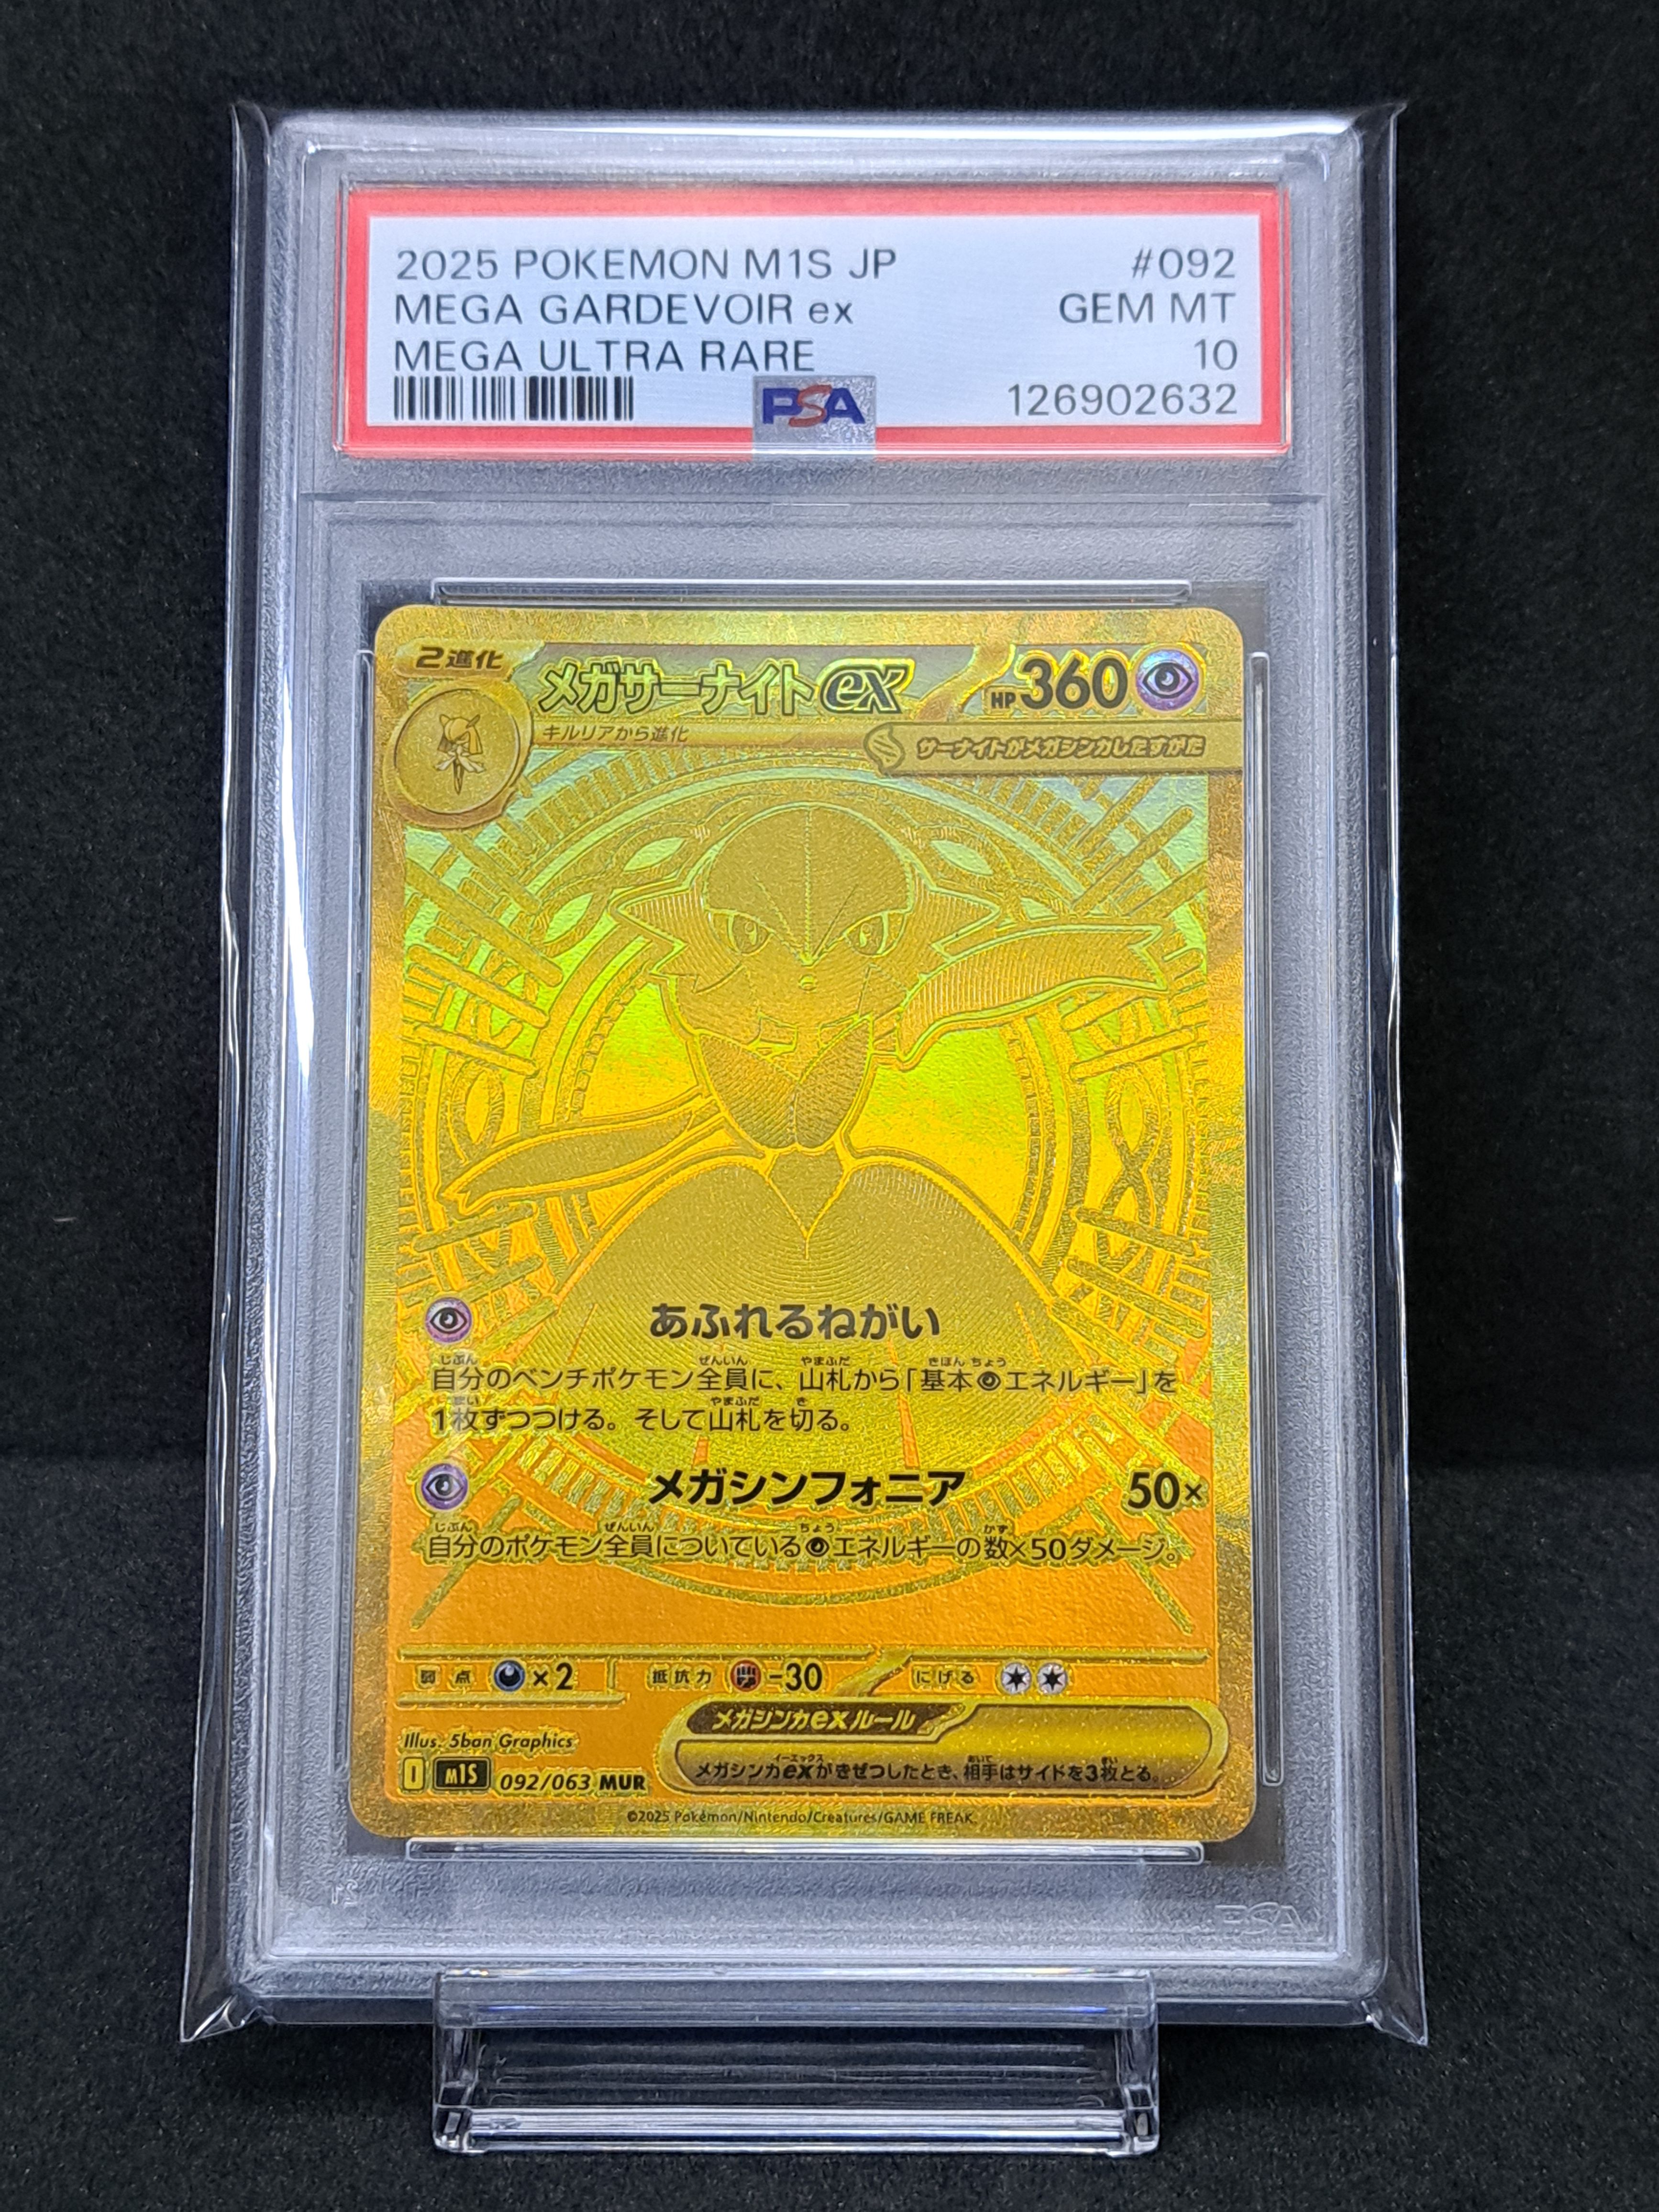 2025 POKEMON M1S JP #092
MEGA GARDEVOIR ex GEM MT
MEGA ULTRA RARE 10
PSA 126902632
2進化
メガサーナイトex HP360
キルリアから進化
サーナイトがメガシンカしたすがた
あふれるねがい
自分のベンチポケモン全員に、山札から「基本エネルギー」を
1枚ずつつける。そして山札を切る。
メガシンフォニア 50×
自分のポケモン全員についているエネルギーの数×50ダメージ。
弱点 ×2 抵抗力 -30 にげる
Illus. 5ban Graphics
メガシンカexルール
メガシンカexがきぜつしたとき、相手はサイドを3枚とる。
I M1S 092/063 MUR
©2025 Pokémon/Nintendo/Creatures/GAME FREAK
PSA